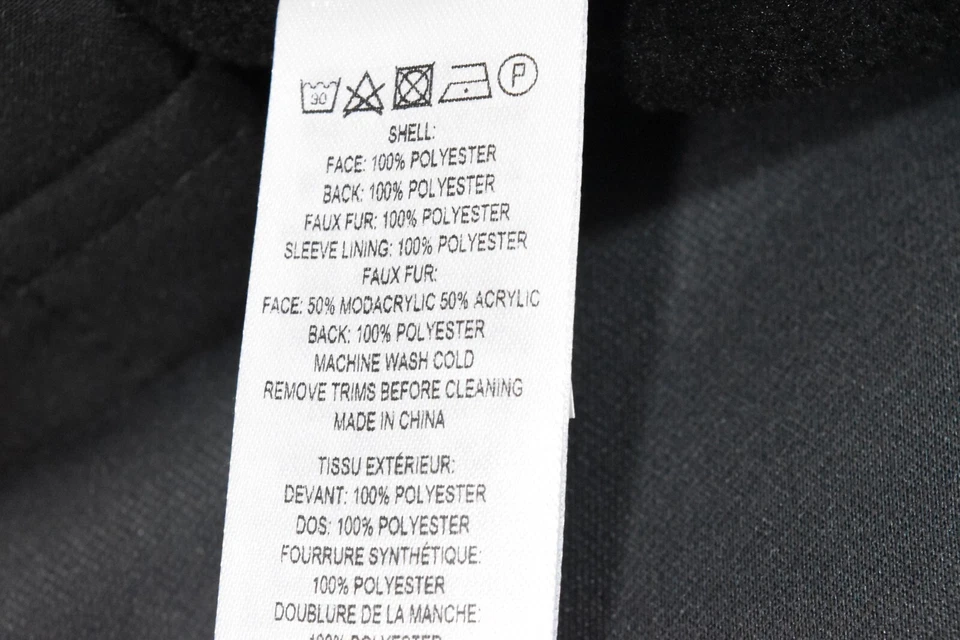 30 P
SHELL:
FACE: 100% POLYESTER
BACK: 100% POLYESTER
FAUX FUR: 100% POLYESTER
SLEEVE LINING: 100% POLYESTER
FAUX FUR:
FACE: 50% MODACRYLIC 50% ACRYLIC
BACK: 100% POLYESTER
MACHINE WASH COLD
REMOVE TRIMS BEFORE CLEANING
MADE IN CHINA
TISSU EXTÉRIEUR:
DEVANT: 100% POLYESTER
DOS: 100% POLYESTER
FOURRURE SYNTHÉTIQUE:
100% POLYESTER
DOUBLURE DE LA MANCHE:
100% POLYESTER